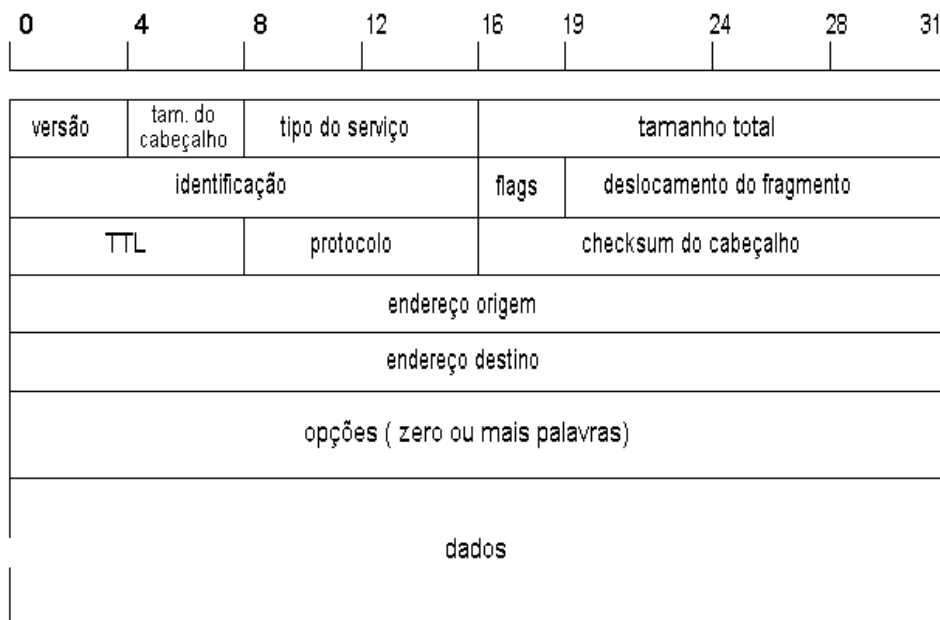 0 4 8 12 16 19 24 28 31
versão tam. do cabeçalho tipo do serviço tamanho total
identificação flags deslocamento do fragmento
TTL protocolo checksum do cabeçalho
endereço origem
endereço destino
opções ( zero ou mais palavras)
dados